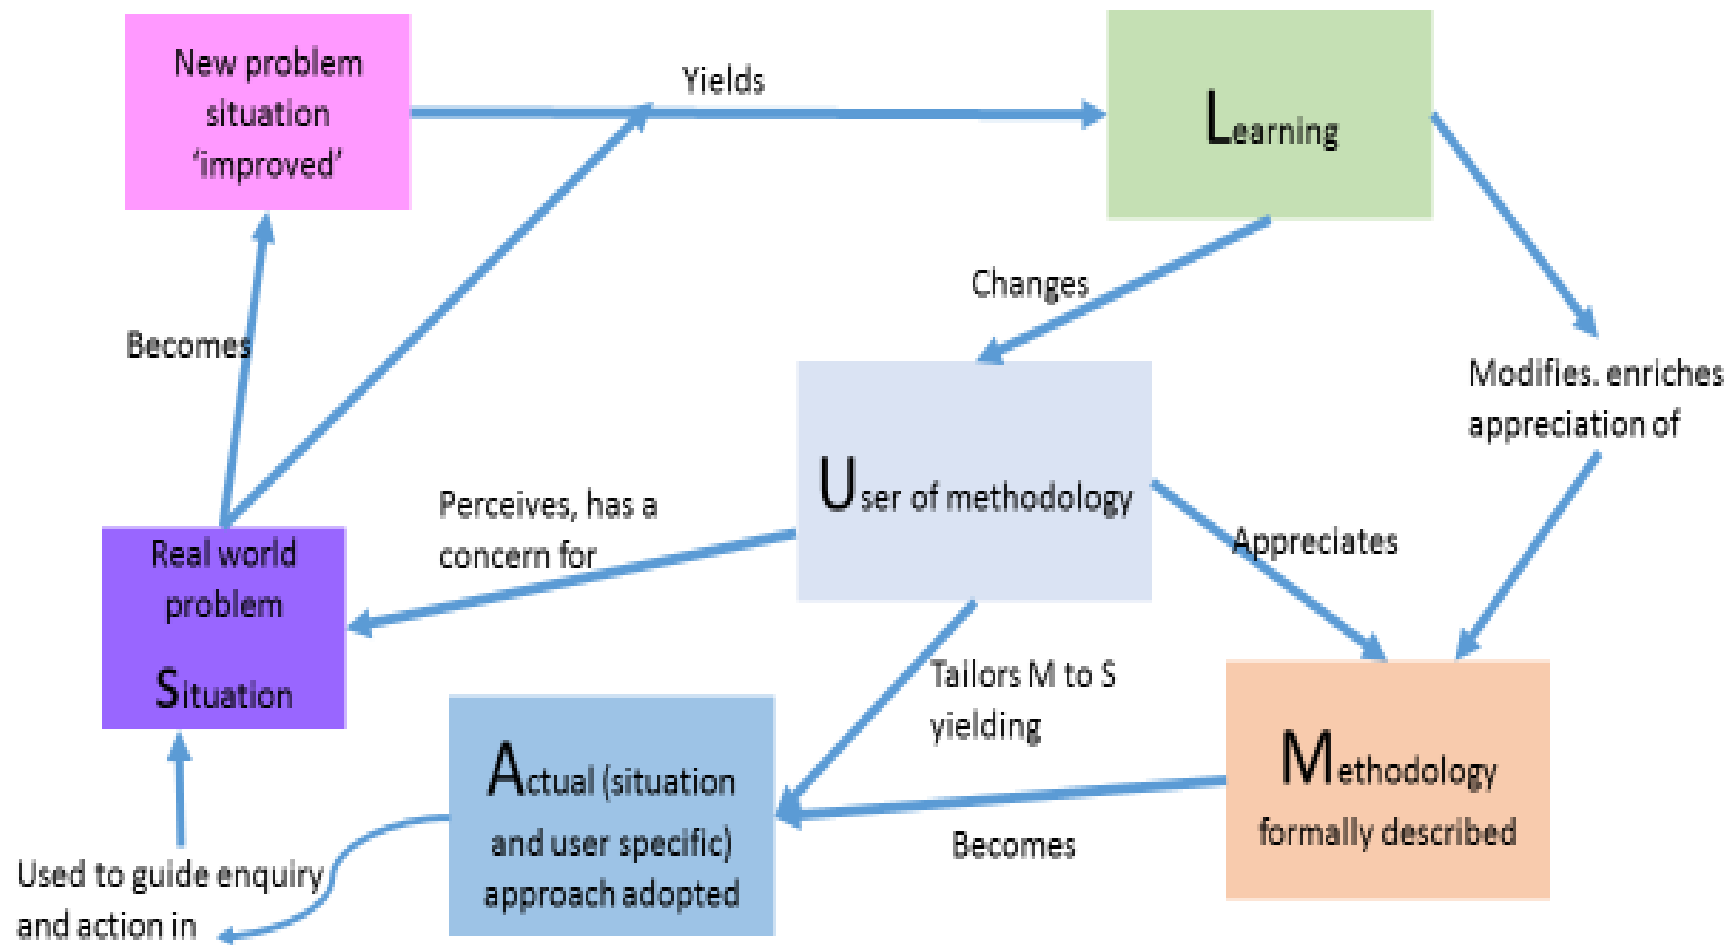 New problem
situation
‘improved’
Yields
Learning
Changes
Becomes
Modifies. enriches
appreciation of
User of methodology
Perceives, has a
concern for
Appreciates
Real world
problem
Situation
Tailors M to S
yielding
Actual (situation
and user specific)
approach adopted
Becomes
Methodology
formally described
Used to guide enquiry
and action in